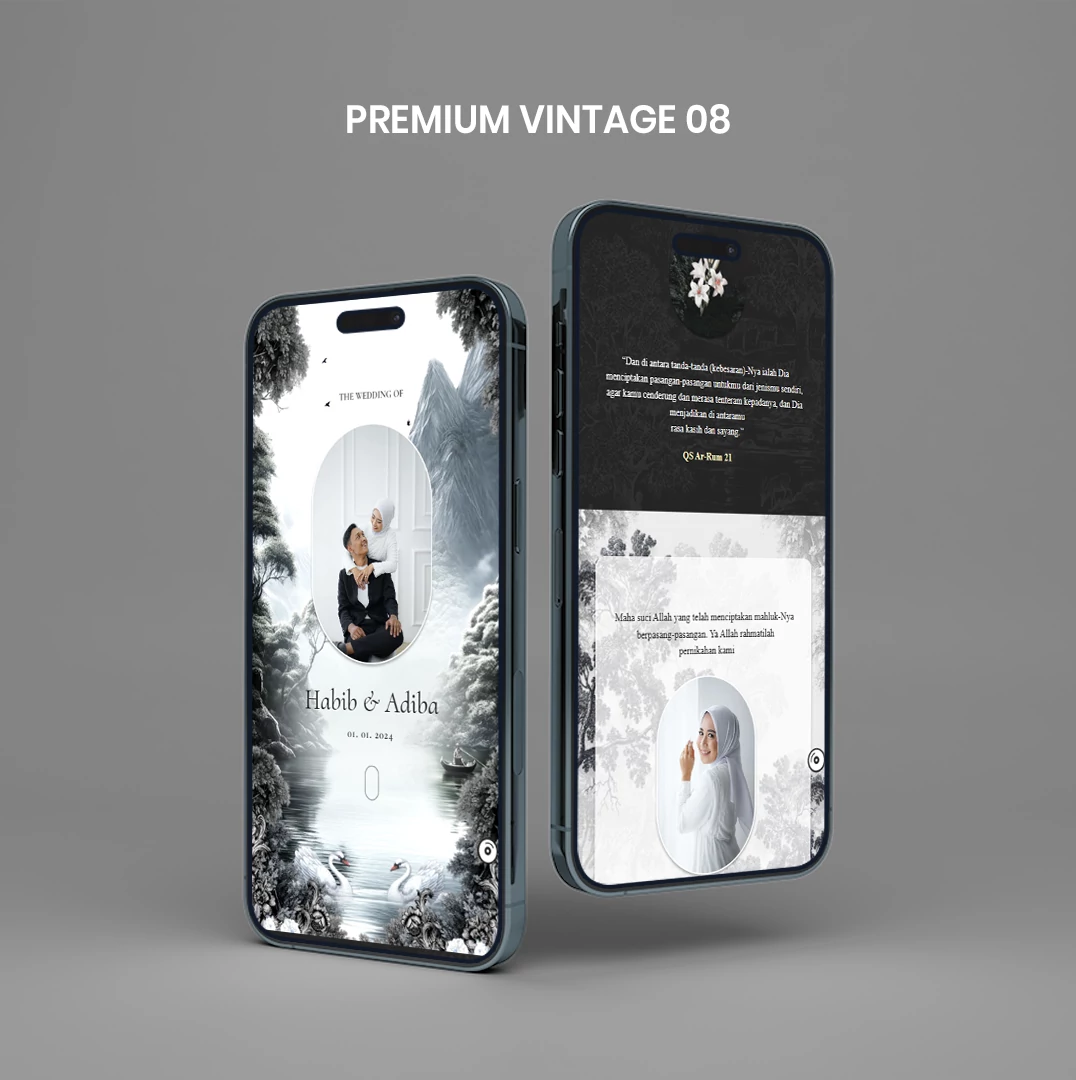 PREMIUM VINTAGE 08
THE WEDDING OF
Habib & Adiba
01. 01. 2024
“Dan di antara tanda-tanda (kebesaran)-Nya ialah Dia
menciptakan pasangan-pasangan untukmu dari jenismu sendiri,
agar kamu cenderung dan merasa tenteram kepadanya, dan Dia
menjadikan di antaramu
rasa kasih dan sayang.”
QS Ar-Rum 21
Maha suci Allah yang telah menciptakan mahluk-Nya
berpasang-pasangan. Ya Allah rahmatilah
pernikahan kami